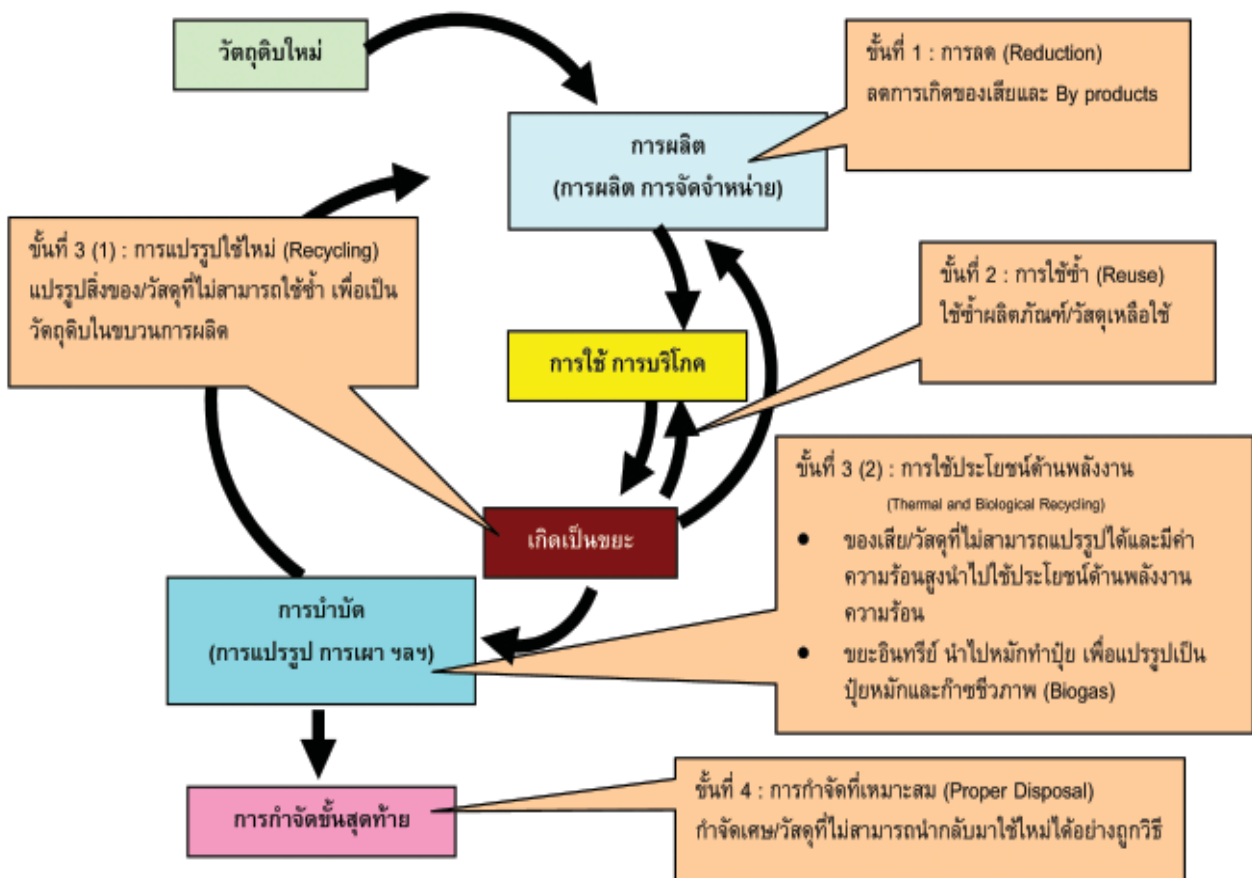 วัตถุดิบใหม่
ขั้นที่ 1 : การลด (Reduction)
ลดการเกิดของเสียและ By products
การผลิต
(การผลิต การจัดจำหน่าย)
ขั้นที่ 3 (1) : การแปรรูปใช้ใหม่ (Recycling)
แปรรูปสิ่งของ/วัสดุที่ไม่สามารถใช้ซ้ำ เพื่อเป็น
วัตถุดิบในขบวนการผลิต
ขั้นที่ 2 : การใช้ซ้ำ (Reuse)
ใช้ซ้ำผลิตภัณฑ์/วัสดุเหลือใช้
การใช้ การบริโภค
ขั้นที่ 3 (2) : การใช้ประโยชน์ด้านพลังงาน
(Thermal and Biological Recycling)
● ของเสีย/วัสดุที่ไม่สามารถแปรรูปได้และมีค่า
ความร้อนสูงนำไปใช้ประโยชน์ด้านพลังงาน
ความร้อน
● ขยะอินทรีย์ นำไปหมักทำปุ๋ย เพื่อแปรรูปเป็น
ปุ๋ยหมักและก๊าซชีวภาพ (Biogas)
เกิดเป็นขยะ
การบำบัด
(การแปรรูป การเผา ฯลฯ)
การกำจัดขั้นสุดท้าย
ขั้นที่ 4 : การกำจัดที่เหมาะสม (Proper Disposal)
กำจัดเศษ/วัสดุที่ไม่สามารถนำกลับมาใช้ใหม่ได้อย่างถูกวิธี